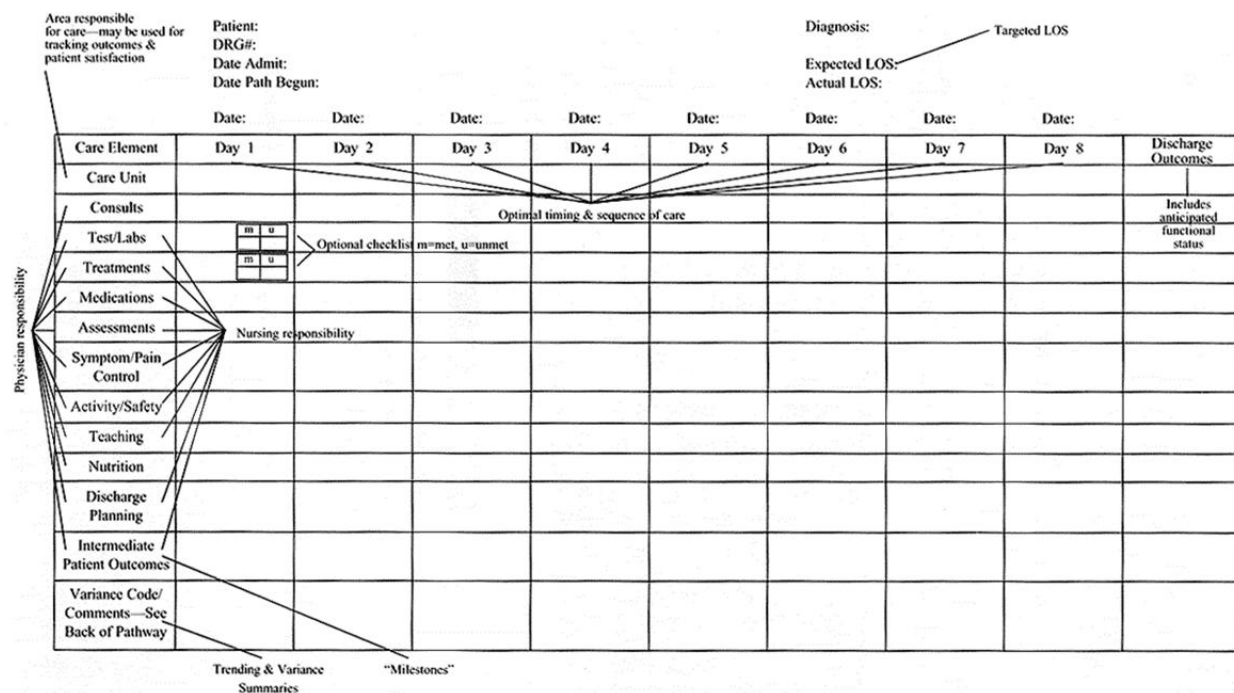 Area responsible
for care—may be used for
tracking outcomes &
patient satisfaction
Patient:
DRG#:
Date Admit:
Date Path Begun:
Diagnosis:
Targeted LOS
Expected LOS:
Actual LOS:
Date: Date: Date: Date: Date: Date: Date: Date:
Care Element Day 1 Day 2 Day 3 Day 4 Day 5 Day 6 Day 7 Day 8 Discharge
Outcomes
Care Unit
Consults
Optimal timing & sequence of care
Includes
anticipated
functional
status
Test/Labs
m u
Optional checklist m=met, u=unmet
m u
Treatments
Medications
Physician responsibility
Assessments
Nursing responsibility
Symptom/Pain
Control
Activity/Safety
Teaching
Nutrition
Discharge
Planning
Intermediate
Patient Outcomes
Variance Code/
Comments—See
Back of Pathway
Trending & Variance
Summaries
“Milestones”